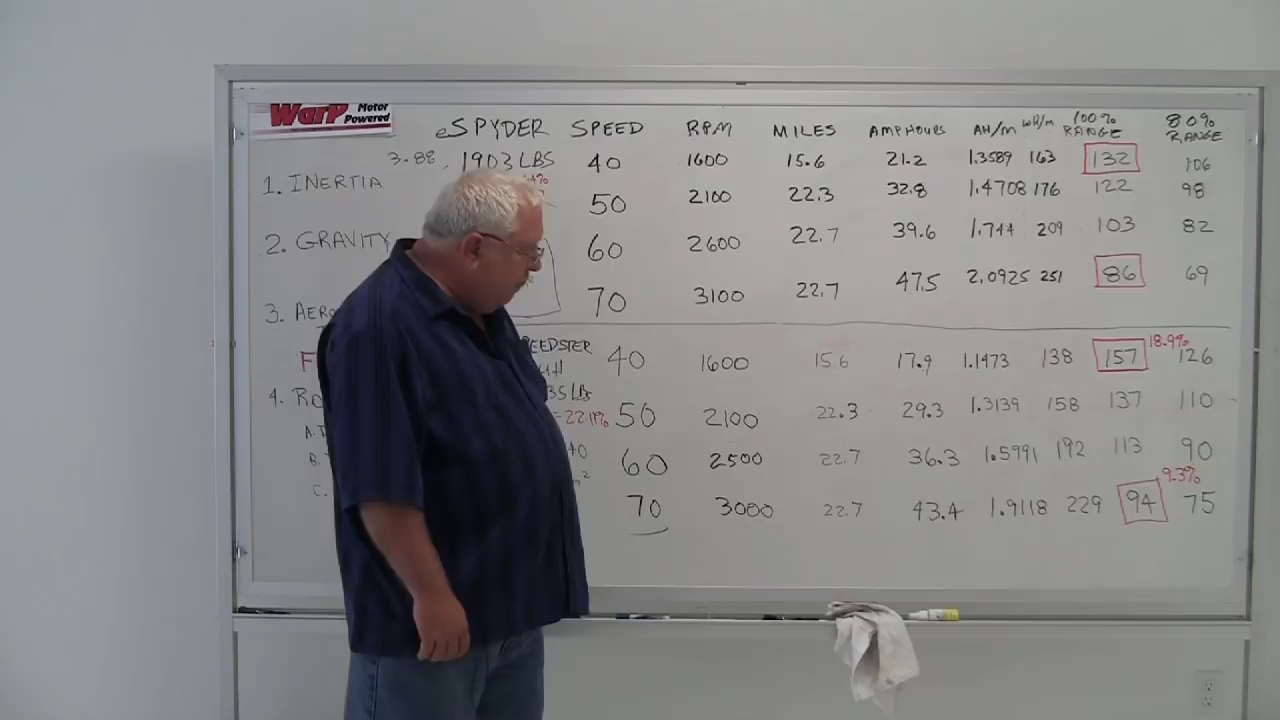 WarP Motor Powered
eSPYDER SPEED RPM MILES AMPHOURS AH/M WH/M 100% RANGE 80% RANGE
3.88 1903 LBS 40 1600 15.6 21.2 1.3589 163 132 106
1. INERTIA
50 2100 22.3 32.8 1.4708 176 122 98
2. GRAVITY 60 2600 22.7 39.6 1.744 209 103 82
70 3100 22.7 47.5 2.0925 251 86 69
3.
40 1600 15.6 17.9 1.1473 138 157 18.9% 126
4.
50 2100 22.3 29.3 1.3139 158 137 110
A.
B. 60 2500 22.7 36.3 1.5991 192 113 90
C.
9.3%
70 3000 22.7 43.4 1.9118 229 94 75